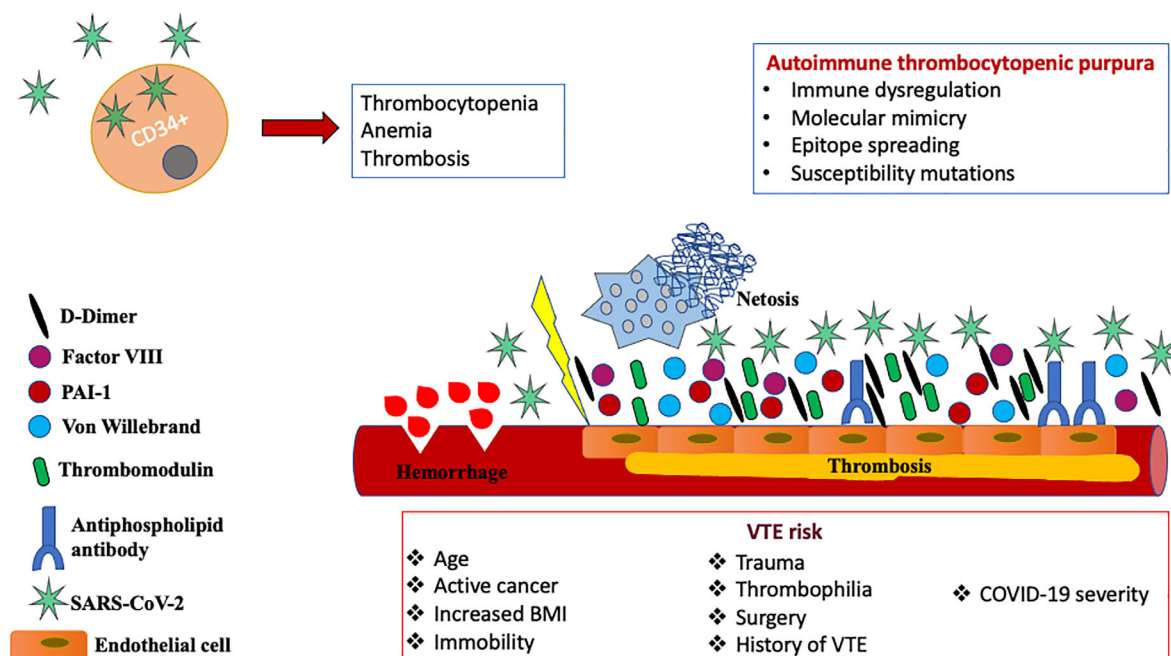 CD34+
Thrombocytopenia
Anemia
Thrombosis
Autoimmune thrombocytopenic purpura
• Immune dysregulation
• Molecular mimicry
• Epitope spreading
• Susceptibility mutations
Netosis
D-Dimer
Factor VIII
PAI-1
Von Willebrand
Thrombomodulin
Antiphospholipid
antibody
SARS-CoV-2
Endothelial cell
Hemorrhage
Thrombosis
VTE risk
❖ Age
❖ Active cancer
❖ Increased BMI
❖ Immobility
❖ Trauma
❖ Thrombophilia
❖ Surgery
❖ History of VTE
❖ COVID-19 severity